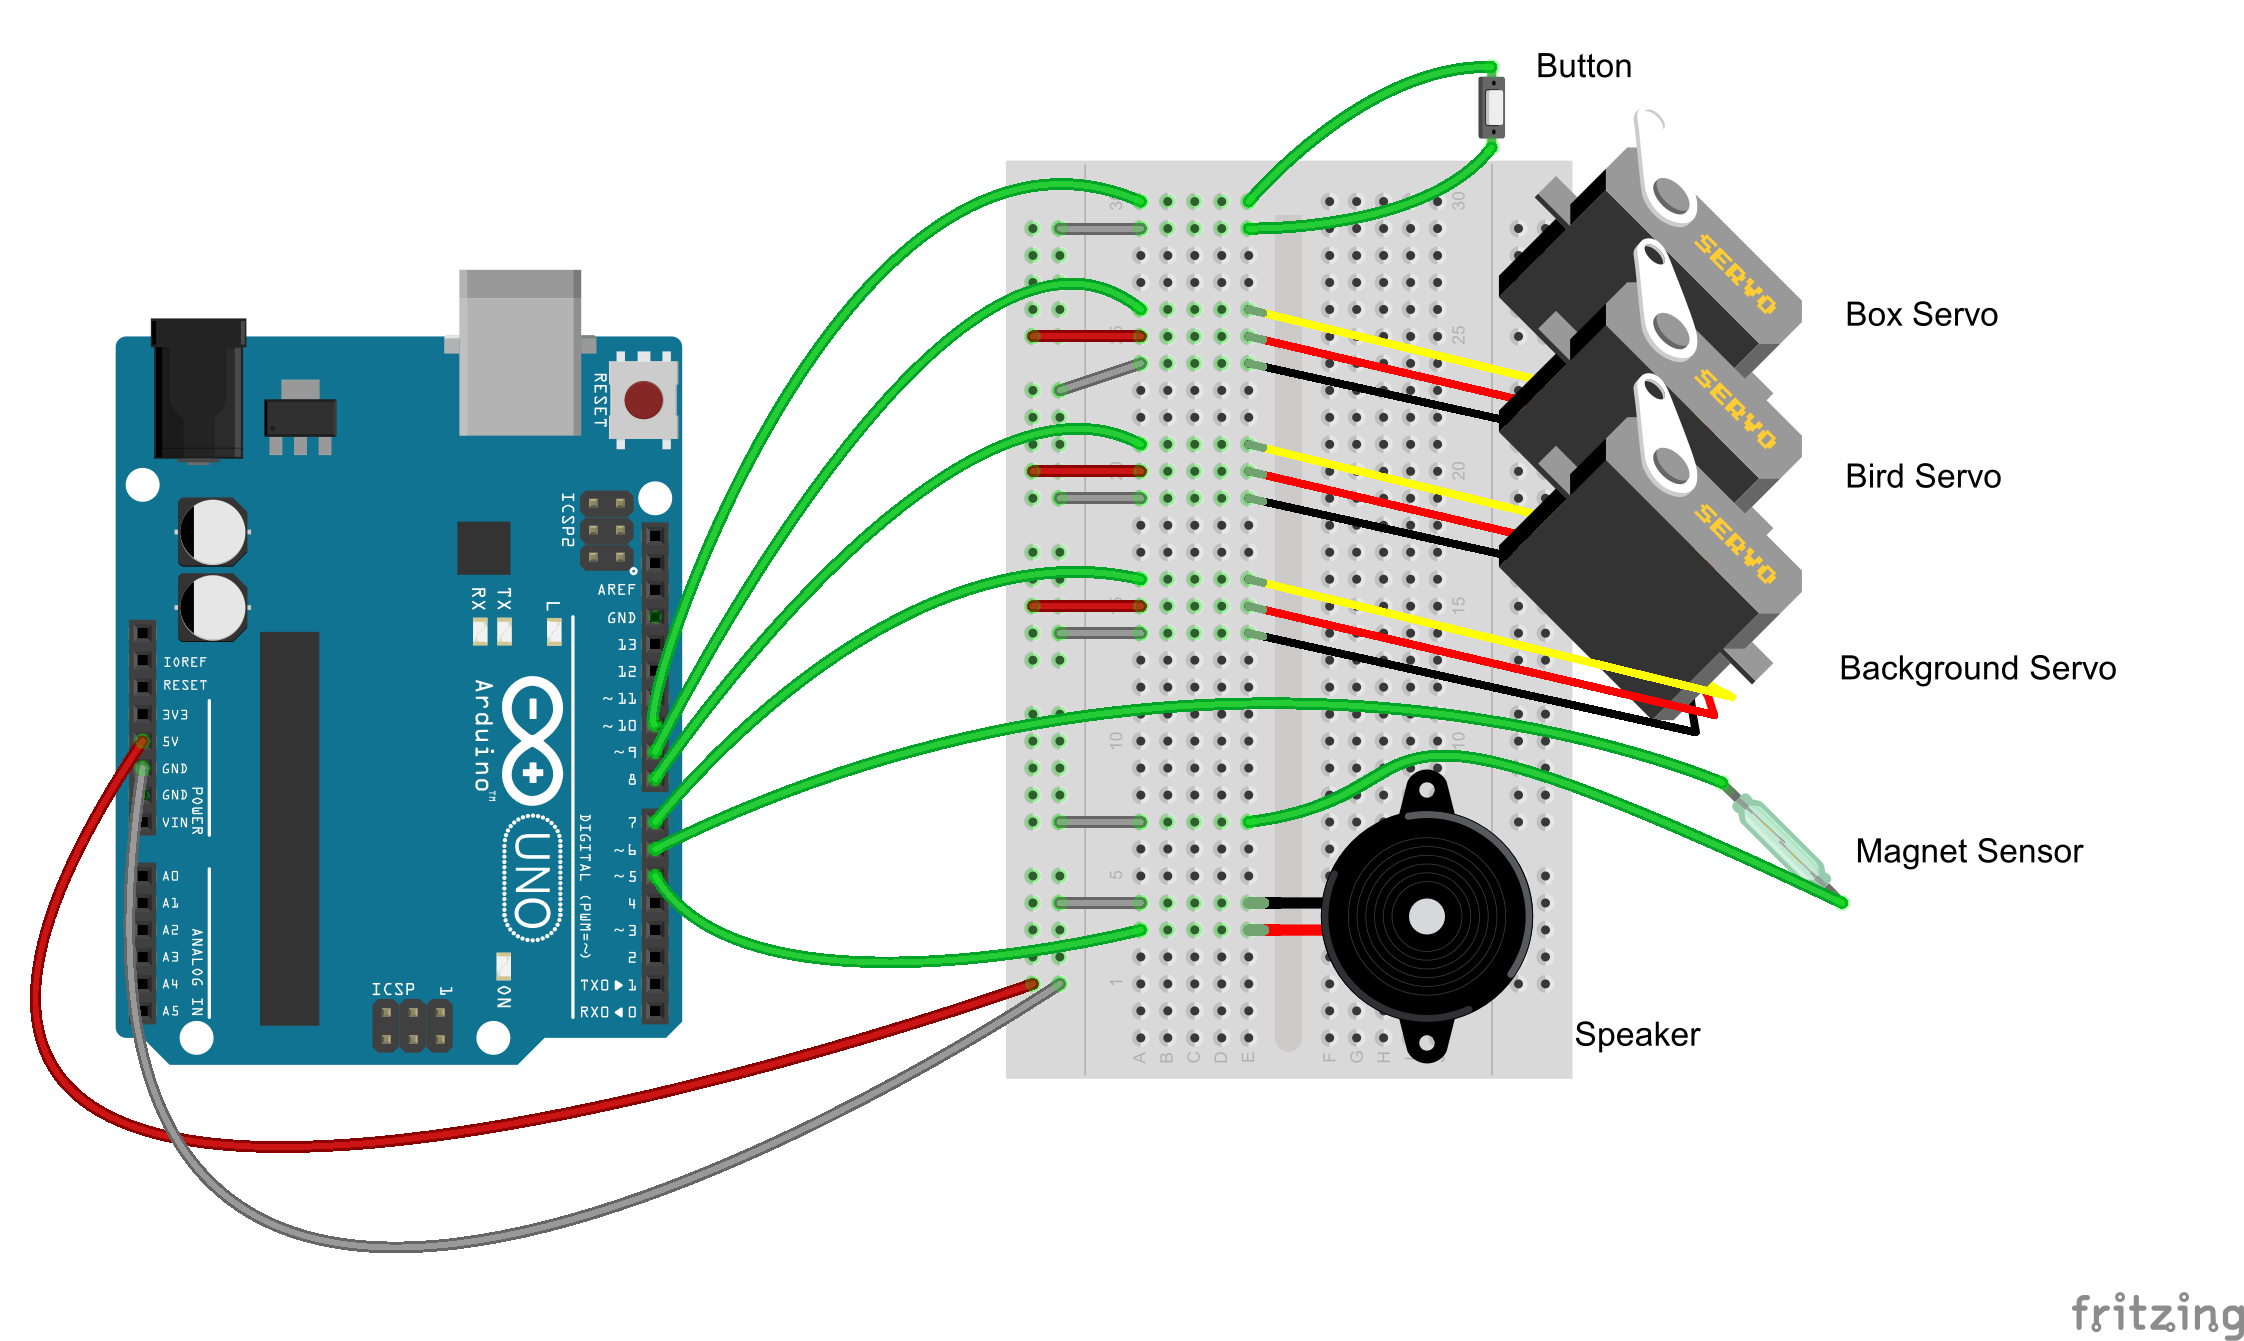 Button
Box Servo
Bird Servo
Background Servo
Magnet Sensor
Speaker
SERVO
SERVO
SERVO
RESET
ICSP2
AREF
GND
13
12
~11
~10
~9
8
7
~6
~5
4
~3
2
TX0▶1
RX0◀0
DIGITAL (PWM=~)
RX
TX
L
Arduino™
UNO
ON
ICSP
1
IOREF
RESET
3V3
5V
GND
GND
VIN
POWER
A0
A1
A2
A3
A4
A5
ANALOG IN
30
25
20
15
10
10
5
1
A B C D E F G H
fritzing